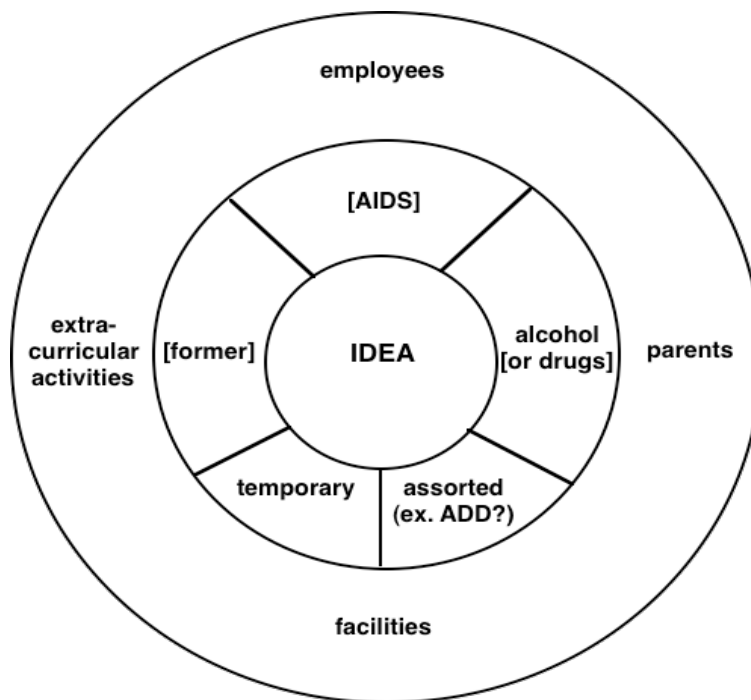 employees
[AIDS]
extra-
curricular
activities
[former]
IDEA
alcohol
[or drugs]
parents
temporary
assorted
(ex. ADD?)
facilities